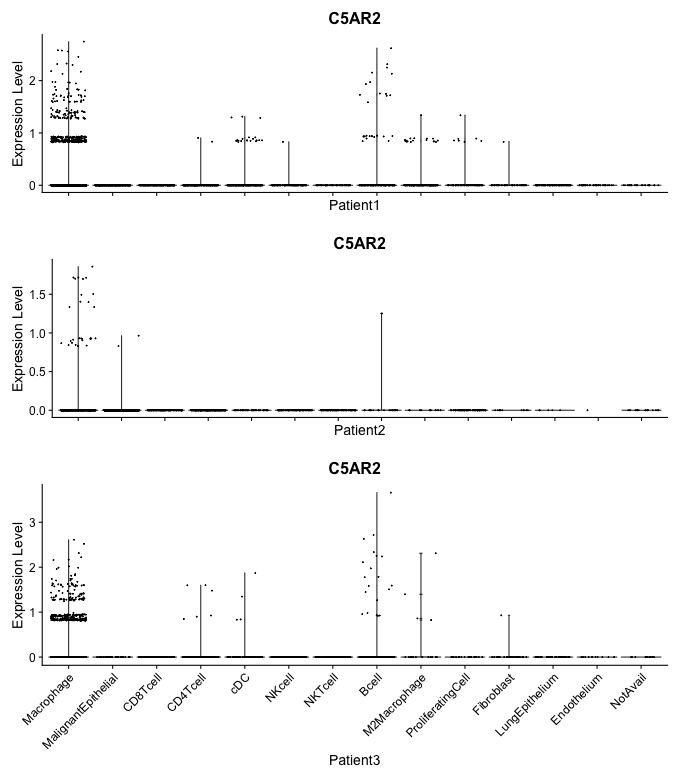 C5AR2
Expression Level
2
1
0
Patient1
C5AR2
Expression Level
1.5
1.0
0.5
0.0
Patient2
C5AR2
Expression Level
3
2
1
0
Macrophage
MalignantEpithelial
CD8Tcell
CD4Tcell
cDC
NKcell
NKTcell
Bcell
M2Macrophage
ProliferatingCell
Fibroblast
LungEpithelium
Endothelium
NotAvail
Patient3